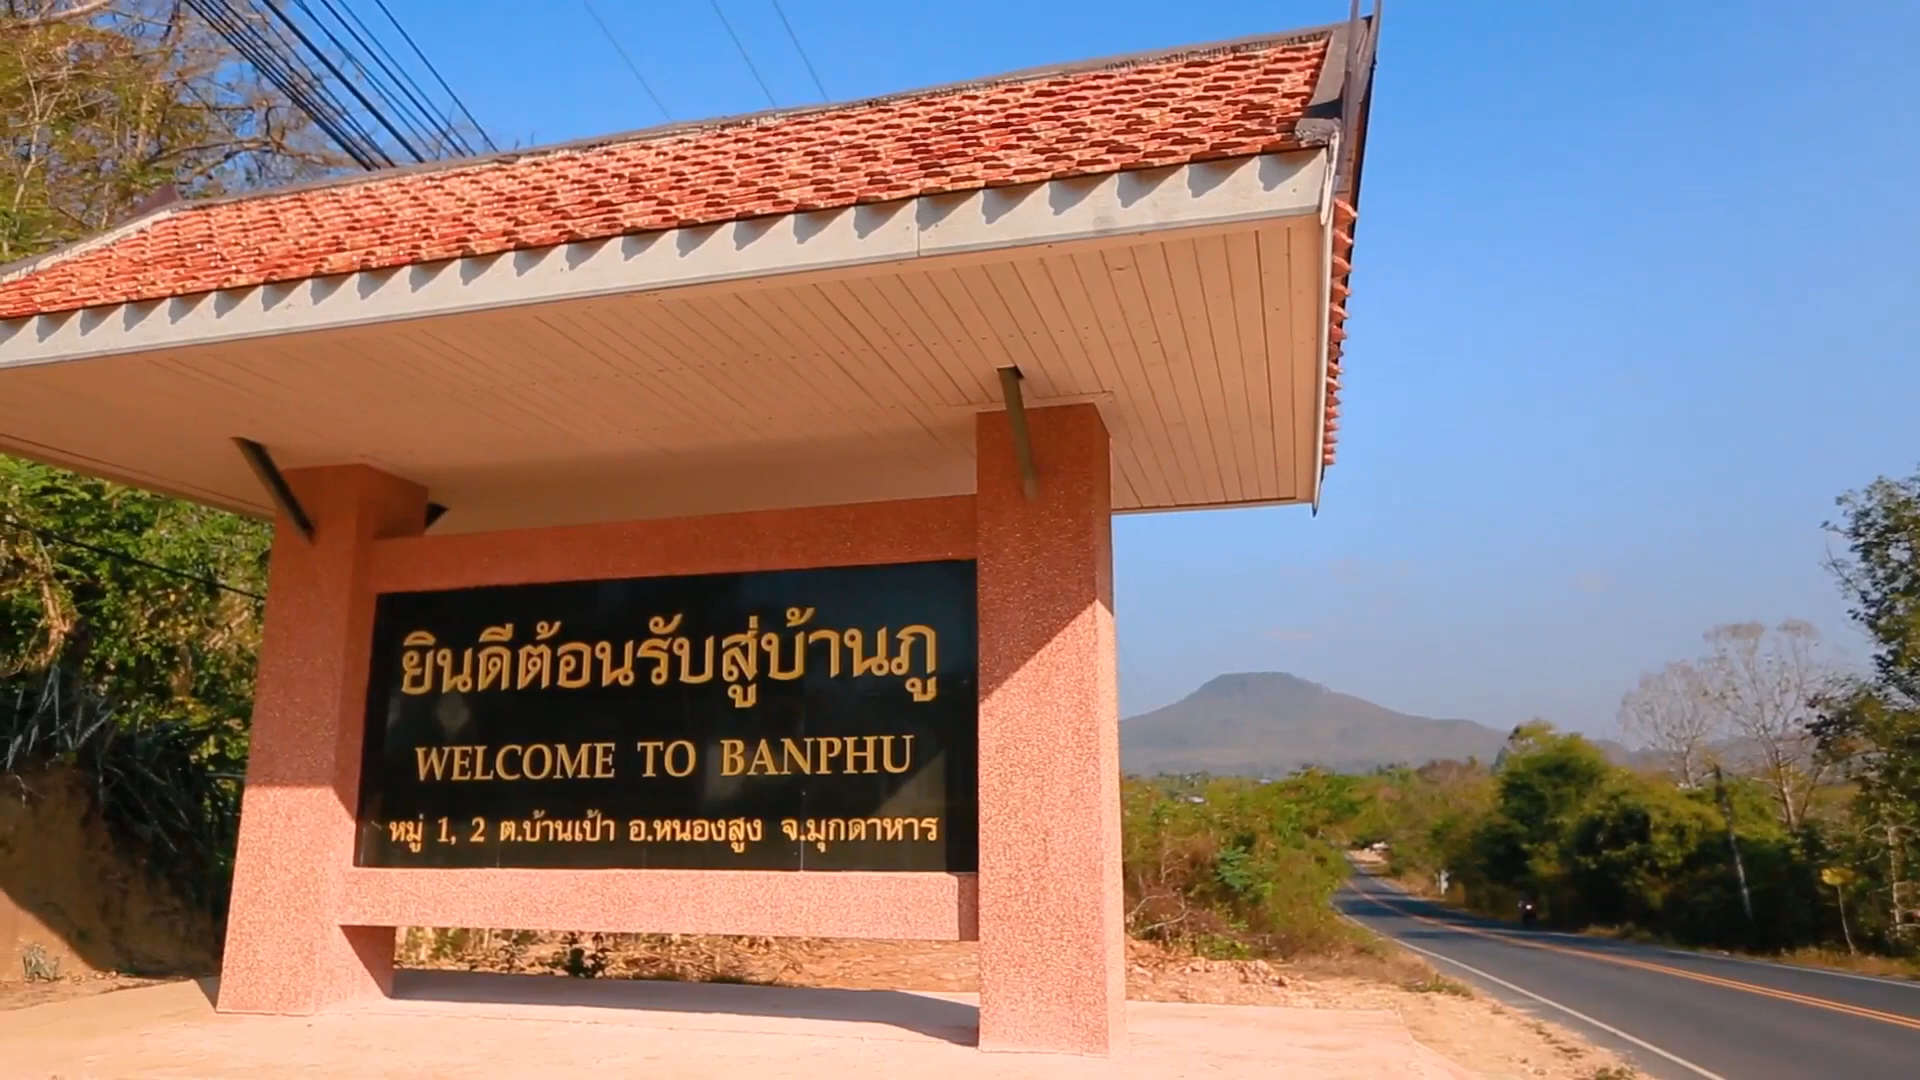 ยินดีต้อนรับสู่บ้านภู
WELCOME TO BANPHU
หมู่ 1, 2 ต.บ้านเป้า อ.หนองสูง จ.มุกดาหาร